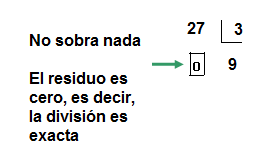 No sobra nada
27 3
0 9
El residuo es
cero, es decir,
la división es
exacta